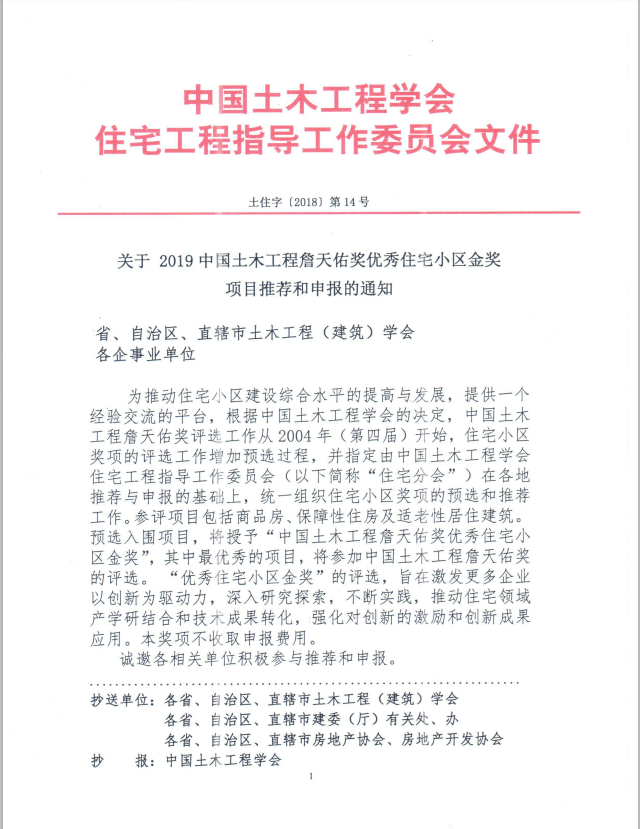 中国土木工程学会
住宅工程指导工作委员会文件
土住字〔2018〕第 14 号
关于 2019 中国土木工程詹天佑奖优秀住宅小区金奖
项目推荐和申报的通知
省、自治区、直辖市土木工程（建筑）学会
各企事业单位
为推动住宅小区建设综合水平的提高与发展，提供一个
经验交流的平台，根据中国土木工程学会的决定，中国土木
工程詹天佑奖评选工作从 2004 年（第四届）开始，住宅小区
奖项的评选工作增加预选过程，并指定由中国土木工程学会
住宅工程指导工作委员会（以下简称“住宅分会”）在各地
推荐与申报的基础上，统一组织住宅小区奖项的预选和推荐
工作。参评项目包括商品房、保障性住房及适老性居住建筑。
预选入围项目，将授予“中国土木工程詹天佑奖优秀住宅小
区金奖”，其中最优秀的项目，将参加中国土木工程詹天佑奖
的评选。 “优秀住宅小区金奖”的评选，旨在激发更多企业
以创新为驱动力，深入研究探索，不断实践，推动住宅领域
产学研结合和技术成果转化，强化对创新的激励和创新成果
应用。本奖项不收取申报费用。
诚邀各相关单位积极参与推荐和申报。
抄送单位：各省、自治区、直辖市土木工程（建筑）学会
各省、自治区、直辖市建委（厅）有关处、办
各省、自治区、直辖市房地产协会、房地产开发协会
抄 报：中国土木工程学会
1